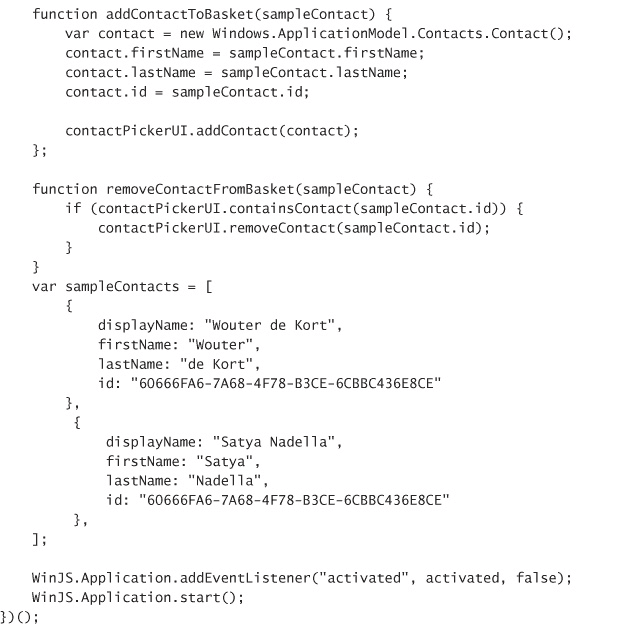 function addContactToBasket(sampleContact) {
        var contact = new Windows.ApplicationModel.Contacts.Contact();
        contact.firstName = sampleContact.firstName;
        contact.lastName = sampleContact.lastName;
        contact.id = sampleContact.id;

        contactPickerUI.addContact(contact);
    };

    function removeContactFromBasket(sampleContact) {
        if (contactPickerUI.containsContact(sampleContact.id)) {
            contactPickerUI.removeContact(sampleContact.id);
        }
    }
    var sampleContacts = [
        {
            displayName: "Wouter de Kort",
            firstName: "Wouter",
            lastName: "de Kort",
            id: "60666FA6-7A68-4F78-B3CE-6CBBC436E8CE"
        },
         {
             displayName: "Satya Nadella",
             firstName: "Satya",
             lastName: "Nadella",
             id: "60666FA6-7A68-4F78-B3CE-6CBBC436E8CE"
         },
    ];

    WinJS.Application.addEventListener("activated", activated, false);
    WinJS.Application.start();
})();